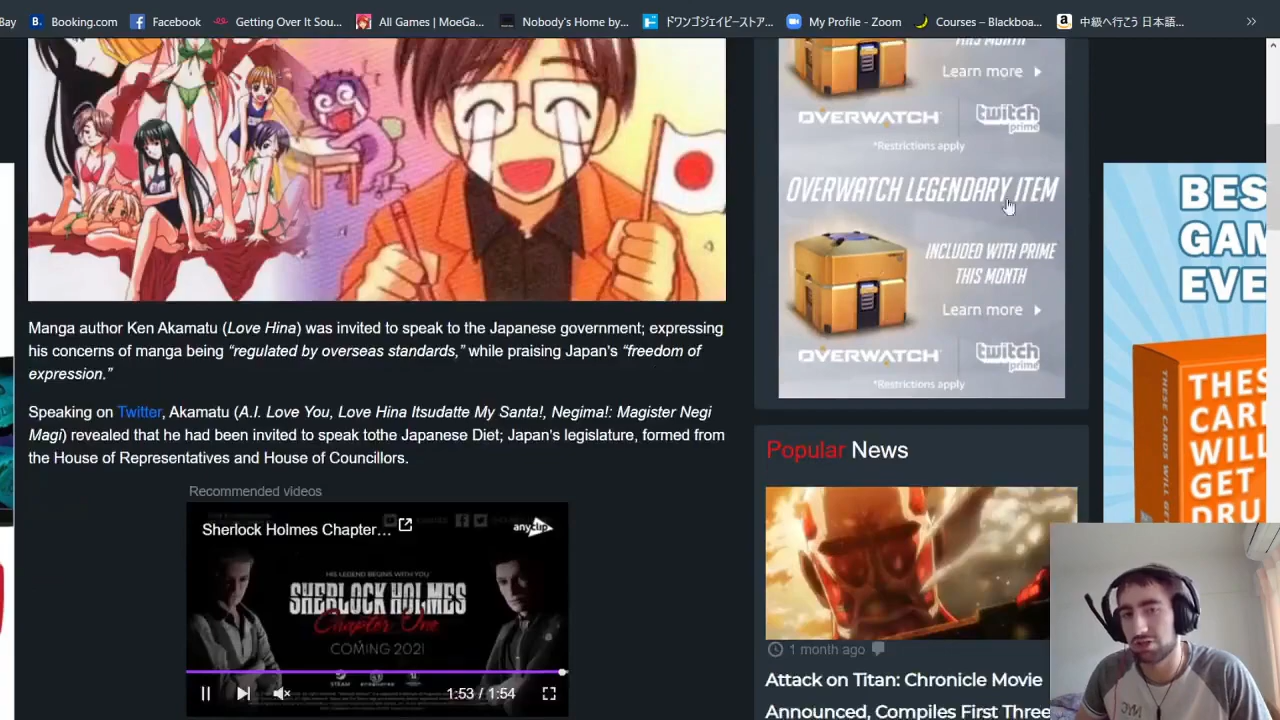 Bay
Booking.com
Facebook
Getting Over It Sou...
All Games | MoeGa...
Nobody's Home by...
ドワンゴジェイピーストア...
My Profile - Zoom
Courses – Blackboa...
中級へ行こう 日本語...
Learn more
OVERWATCH
twitch prime
*Restrictions apply
OVERWATCH LEGENDARY ITEM
INCLUDED WITH PRIME
THIS MONTH
Learn more
OVERWATCH
twitch prime
*Restrictions apply
BES
GAM
EVE
THES
CAR
WILL
GET
DRU
Manga author Ken Akamatu (Love Hina) was invited to speak to the Japanese government; expressing
his concerns of manga being “regulated by overseas standards,” while praising Japan's “freedom of
expression.”
Speaking on Twitter, Akamatu (A.I. Love You, Love Hina Itsudatte My Santa!, Negima!: Magister Negi
Magi) revealed that he had been invited to speak tothe Japanese Diet; Japan's legislature, formed from
the House of Representatives and House of Councillors.
Recommended videos
Sherlock Holmes Chapter...
anyclip
HIS LEGEND BEGINS WITH YOU
SHERLOCK HOLMES
Chapter One
COMING 2021
1:53 / 1:54
Popular News
1 month ago
Attack on Titan: Chronicle Movie
Announced, Compiles First Three